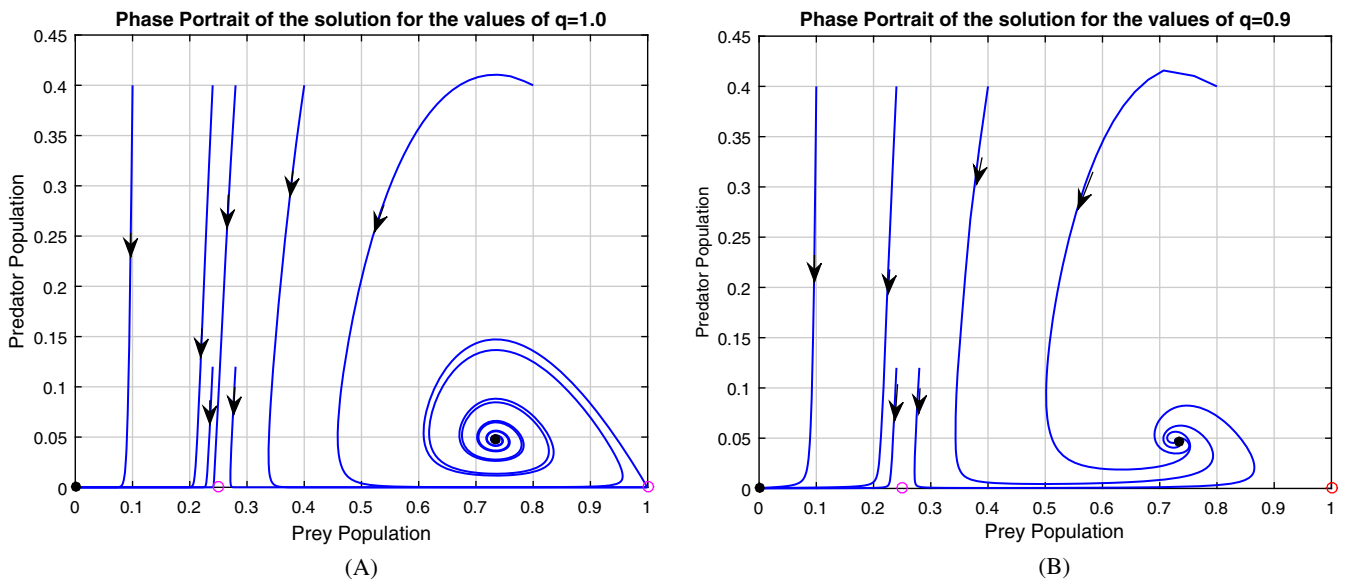 Phase Portrait of the solution for the values of q=1.0
0.45
0.4
0.35
0.3
0.25
0.2
0.15
0.1
0.05
0
Predator Population
0 0.1 0.2 0.3 0.4 0.5 0.6 0.7 0.8 0.9 1
Prey Population
(A)
Phase Portrait of the solution for the values of q=0.9
0.45
0.4
0.35
0.3
0.25
0.2
0.15
0.1
0.05
0
Predator Population
0 0.1 0.2 0.3 0.4 0.5 0.6 0.7 0.8 0.9 1
Prey Population
(B)